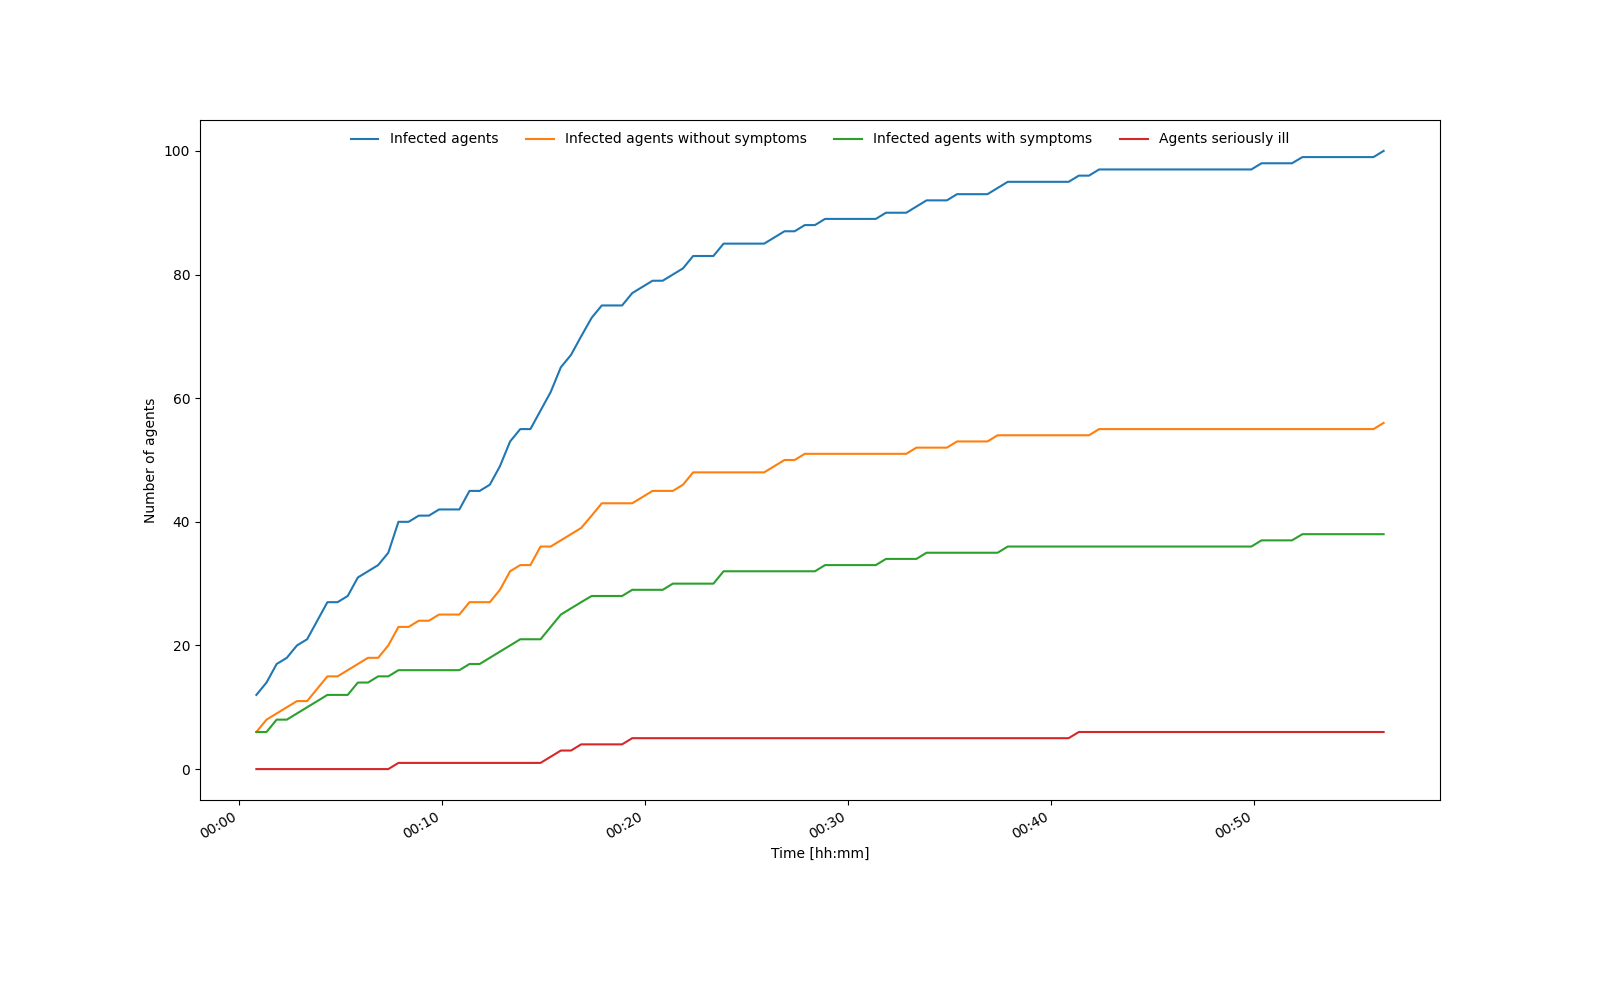 Infected agents Infected agents without symptoms Infected agents with symptoms Agents seriously ill
100
80
60
40
20
0
Number of agents
00:00 00:10 00:20 00:30 00:40 00:50
Time [hh:mm]